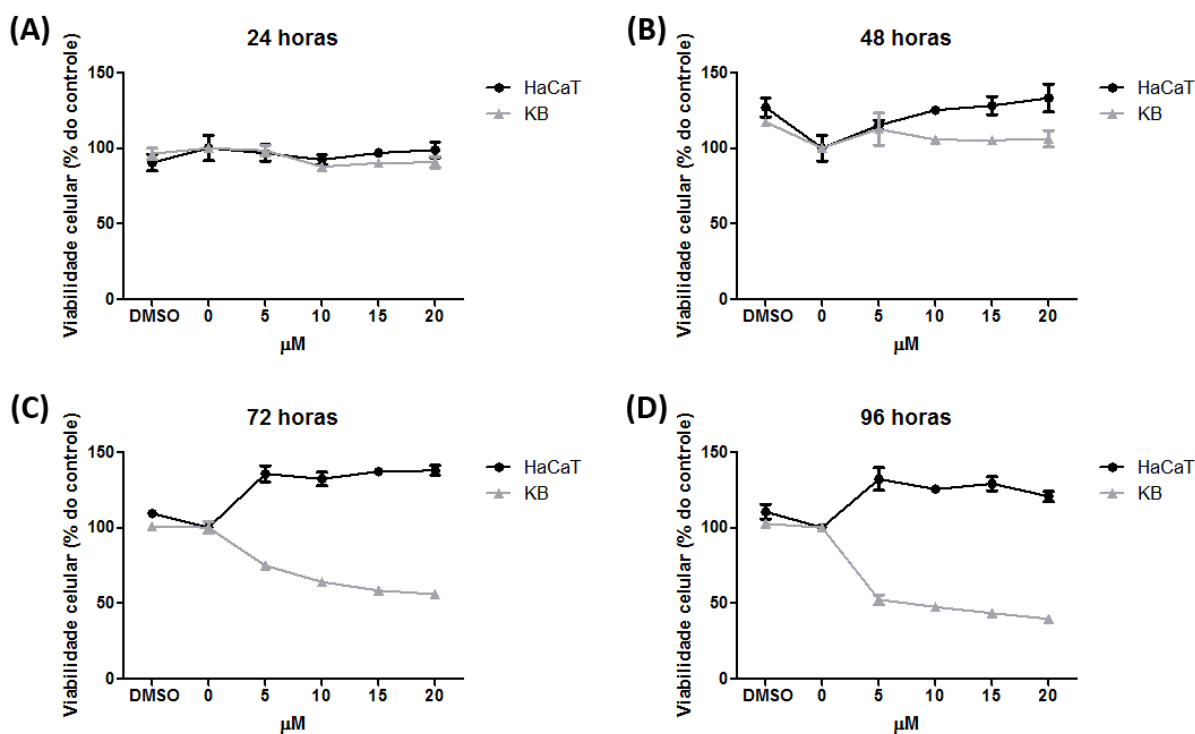 (A)
24 horas
Viabilidade celular (% do controle)
150
100
50
0
DMSO 0 5 10 15 20
µM
HaCaT
KB
(B)
48 horas
Viabilidade celular (% do controle)
150
100
50
0
DMSO 0 5 10 15 20
µM
HaCaT
KB
(C)
72 horas
Viabilidade celular (% do controle)
150
100
50
0
DMSO 0 5 10 15 20
µM
HaCaT
KB
(D)
96 horas
Viabilidade celular (% do controle)
150
100
50
0
DMSO 0 5 10 15 20
µM
HaCaT
KB